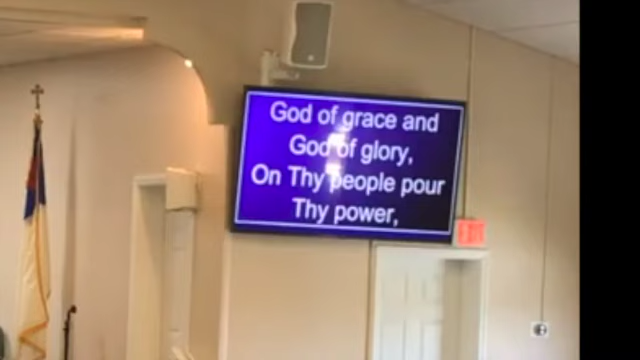 God of grace and
God of glory,
On Thy people pour
Thy power,
EXIT